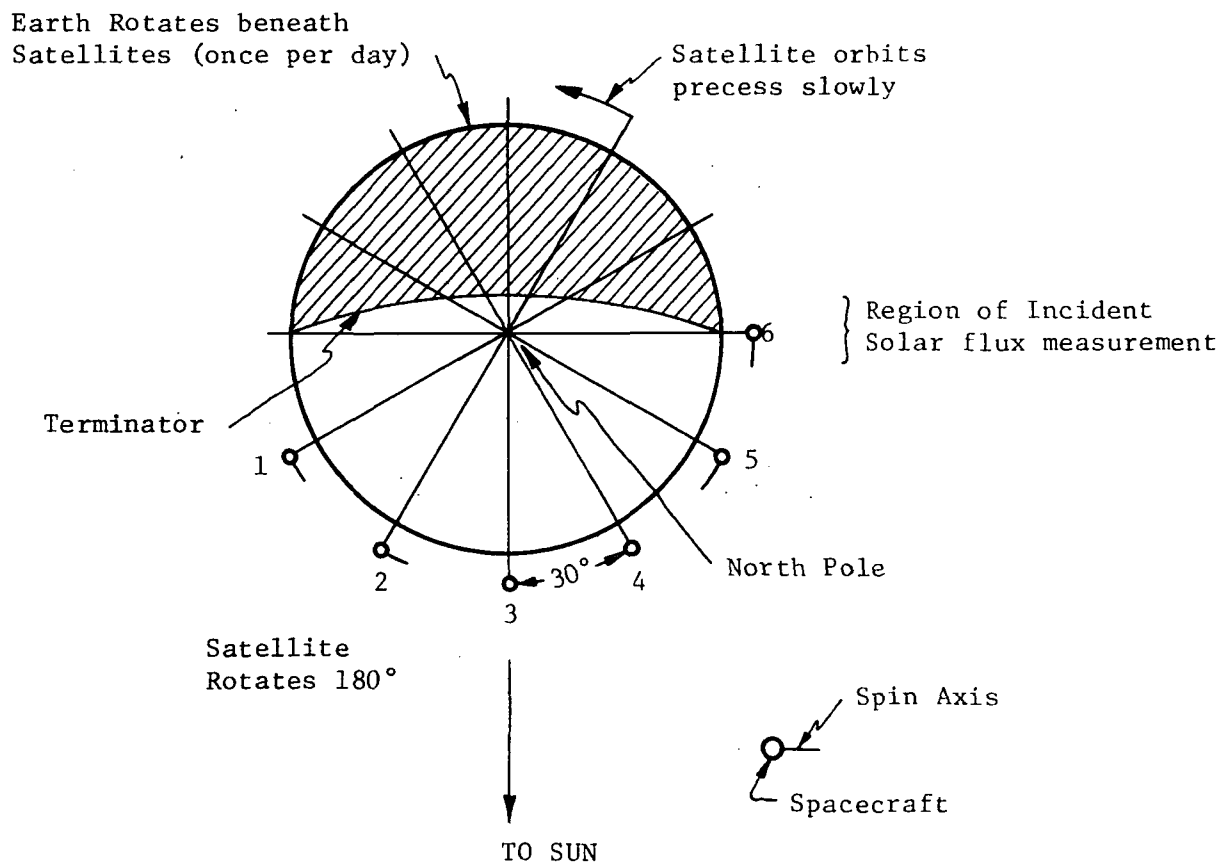 Earth Rotates beneath
Satellites (once per day)
Satellite orbits
precess slowly
6
Region of Incident
Solar flux measurement
Terminator
1
5
2
30°
4
North Pole
3
Satellite
Rotates 180°
Spin Axis
Spacecraft
TO SUN